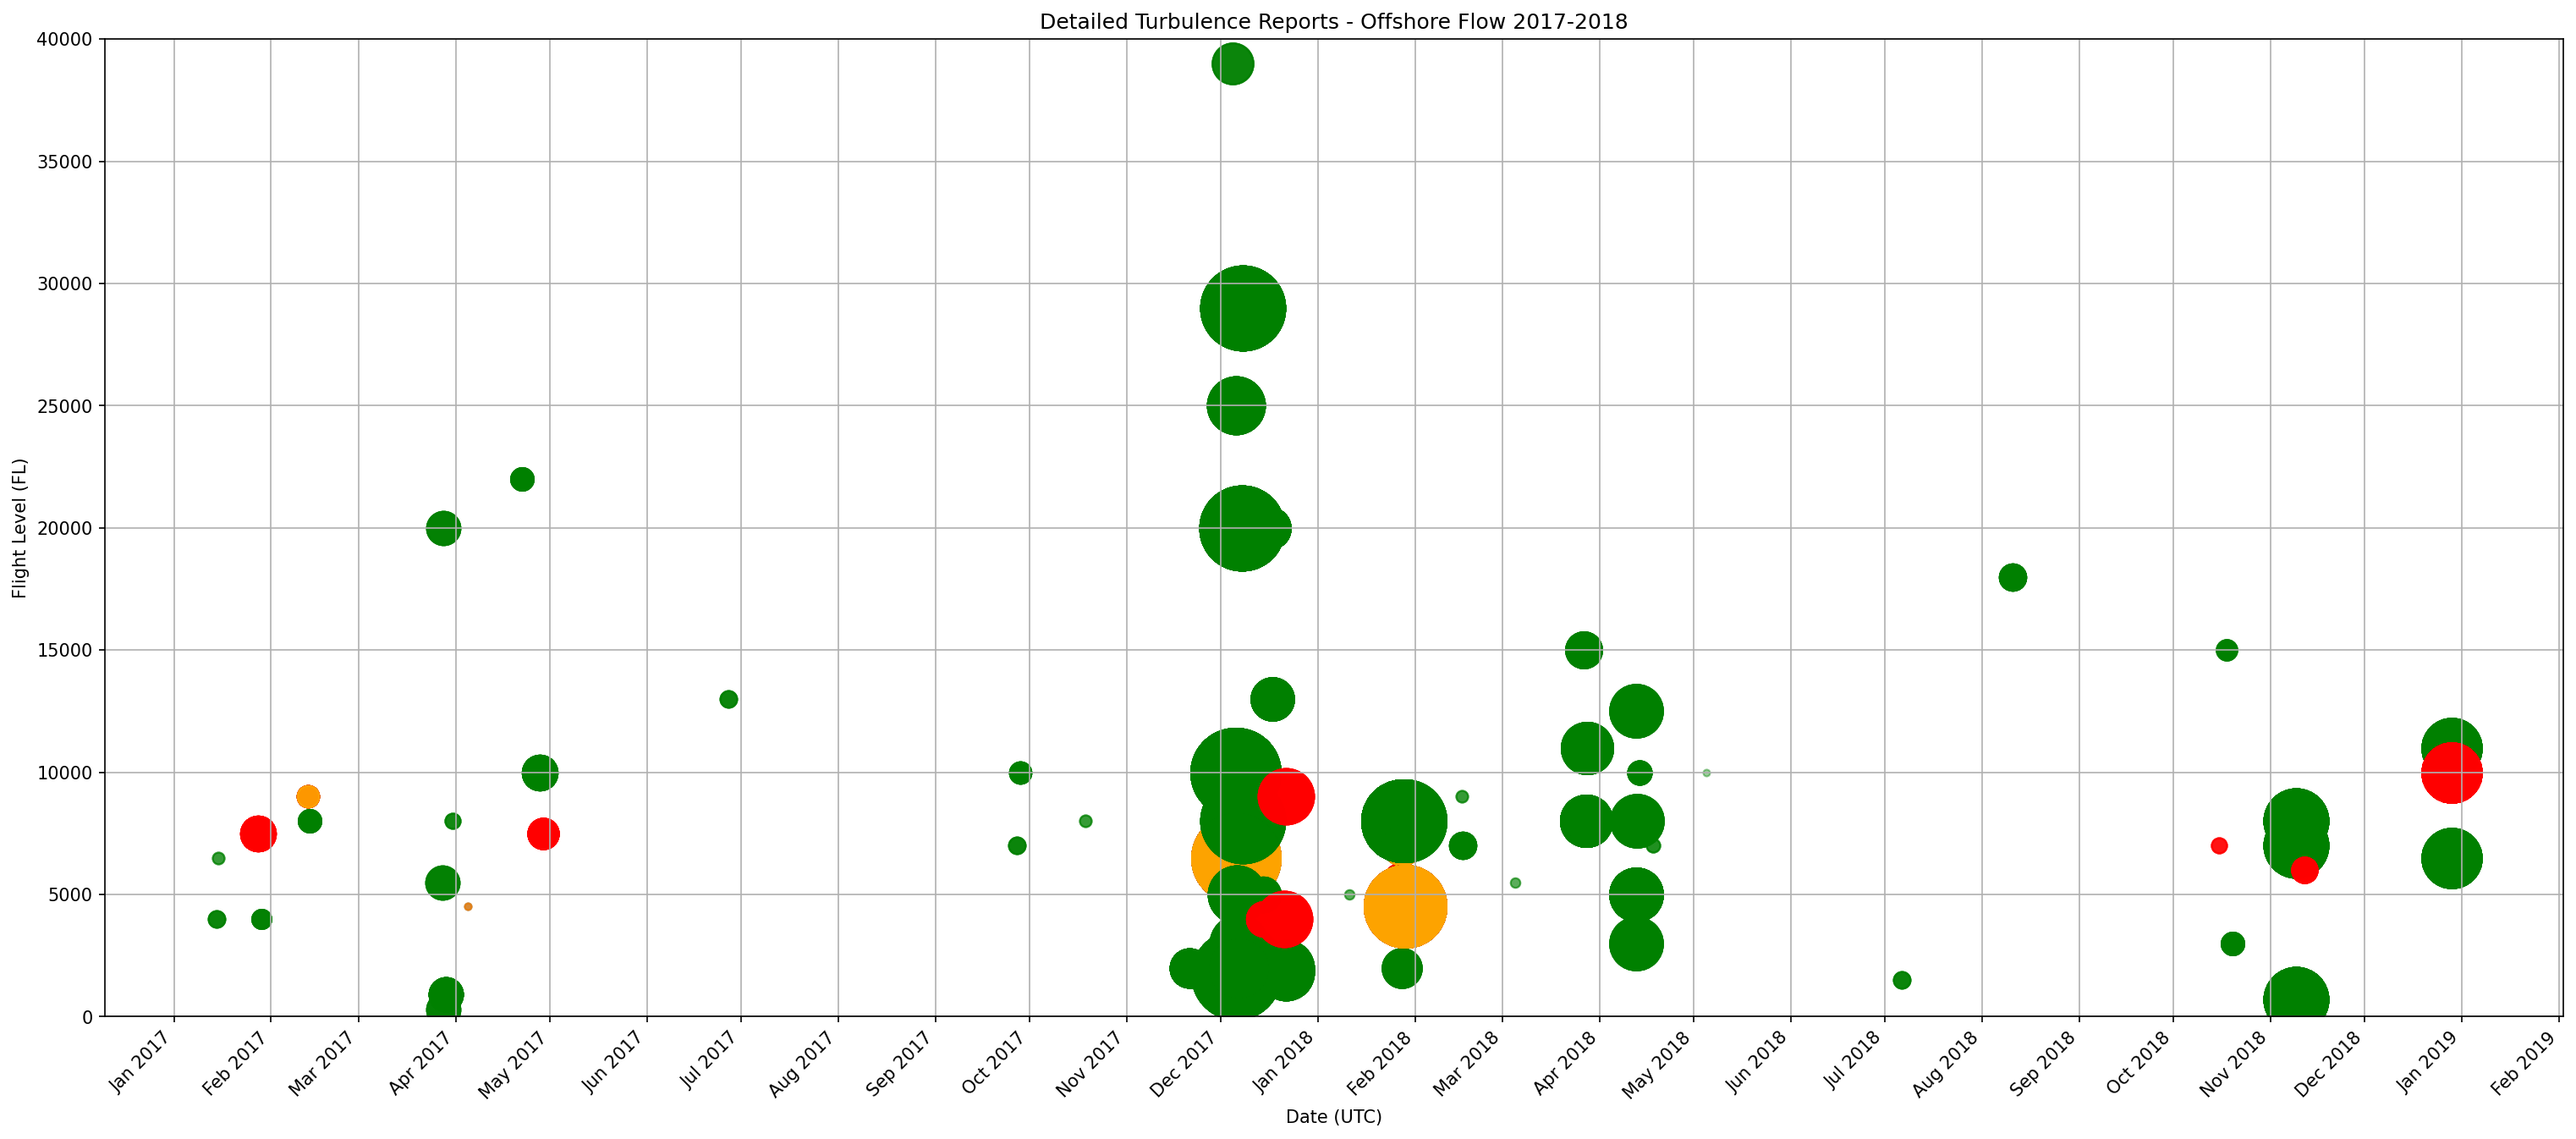 Detailed Turbulence Reports - Offshore Flow 2017-2018
40000
35000
30000
25000
20000
15000
10000
5000
0
Flight Level (FL)
Jan 2017
Feb 2017
Mar 2017
Apr 2017
May 2017
Jun 2017
Jul 2017
Aug 2017
Sep 2017
Oct 2017
Nov 2017
Dec 2017
Jan 2018
Feb 2018
Mar 2018
Apr 2018
May 2018
Jun 2018
Jul 2018
Aug 2018
Sep 2018
Oct 2018
Nov 2018
Dec 2018
Jan 2019
Feb 2019
Date (UTC)